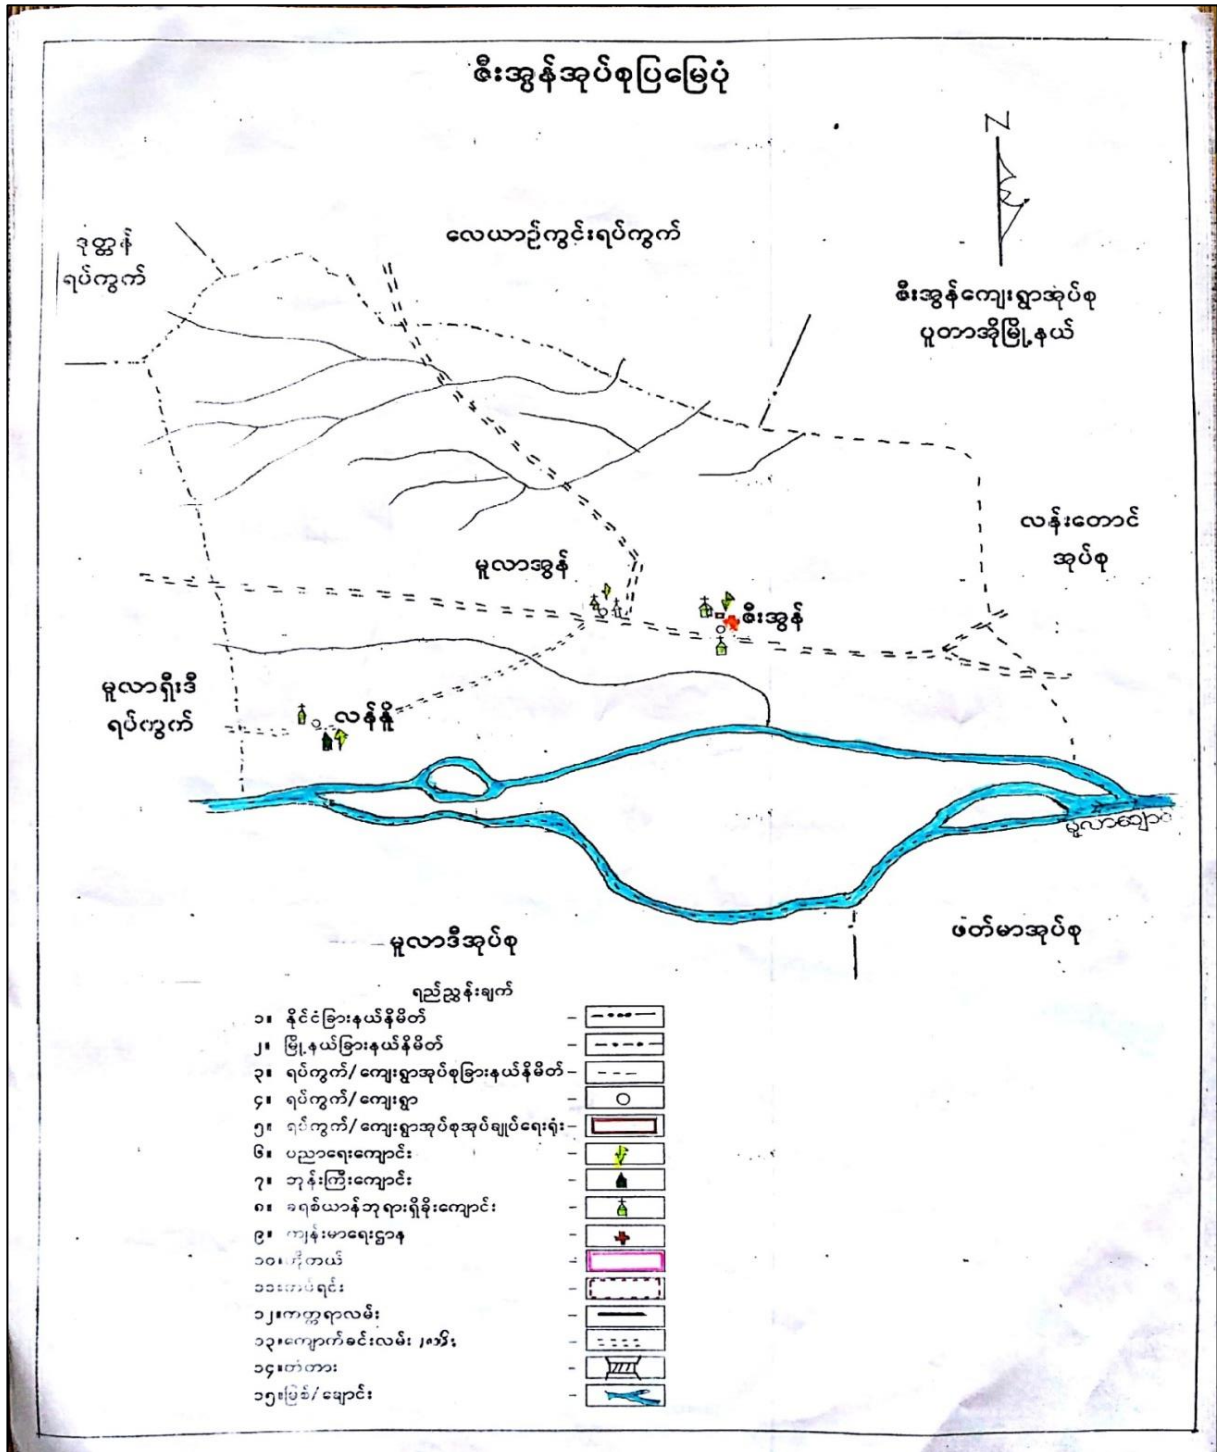 ဇီးအွန်အုပ်စုပြမြေပုံ
N
ဒုတ္တန်
ရပ်ကွက်
လေယာဉ်ကွင်းရပ်ကွက်
ဇီးအွန်ကျေးရွာအုပ်စု
ပူတာအိုမြို့နယ်
လန်းတောင်
အုပ်စု
မူလာအွန်
ဇီးအွန်
မူလာရှီးဒီ
ရပ်ကွက်
လန်နူ
မူလာချောင်း
မူလာဒီအုပ်စု
ဖတ်မာအုပ်စု
ရည်ညွှန်းချက်
၁။ နိုင်ငံခြားနယ်နိမိတ်
၂။ မြို့နယ်ခြားနယ်နိမိတ်
၃။ ရပ်ကွက်/ကျေးရွာအုပ်စုခြားနယ်နိမိတ်
၄။ ရပ်ကွက်/ကျေးရွာ
၅။ ရပ်ကွက်/ကျေးရွာအုပ်စုအုပ်ချုပ်ရေးရုံး
၆။ ပညာရေးကျောင်း
၇။ ဘုန်းကြီးကျောင်း
၈။ ခရစ်ယာန်ဘုရားရှိခိုးကျောင်း
၉။ ကျန်းမာရေးဌာန
၁၀။ဟိုတယ်
၁၁။တပ်ရင်း
၁၂။ကတ္တရာလမ်း
၁၃။ကျောက်ခင်းလမ်း
၁၄။တံတား
၁၅။မြစ်/ချောင်း